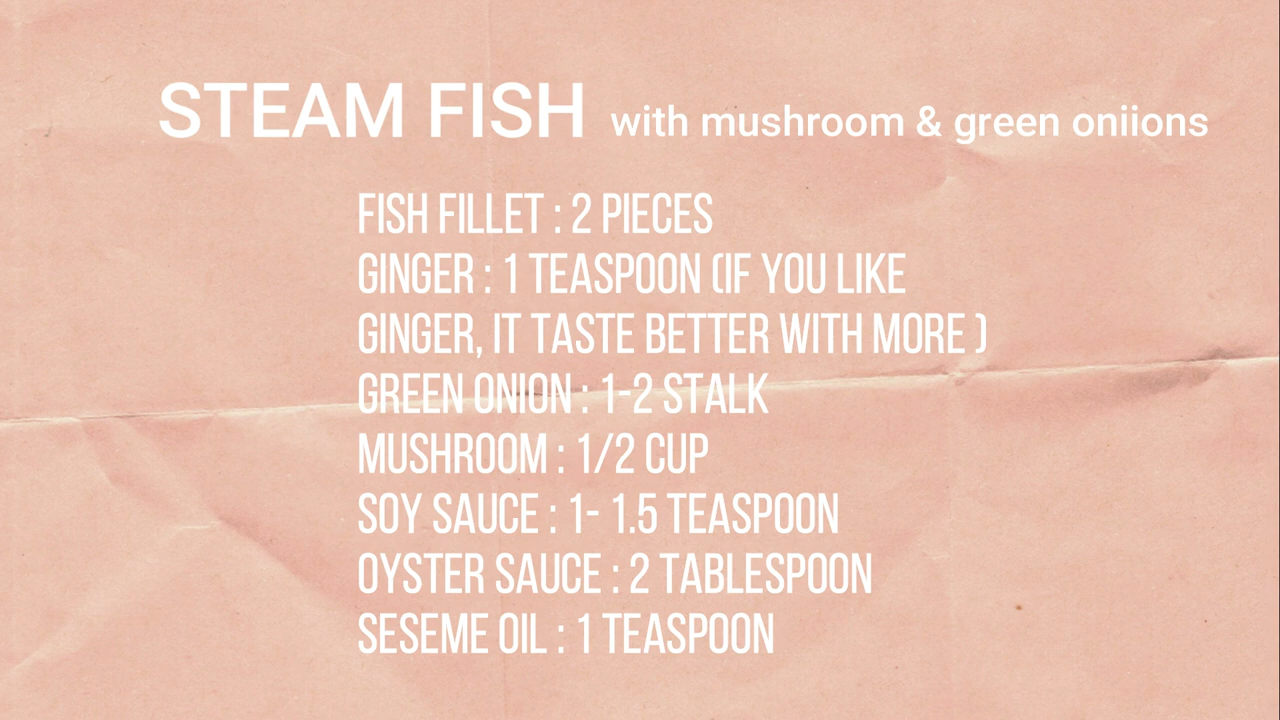 STEAM FISH with mushroom & green oniions
FISH FILLET : 2 PIECES
GINGER : 1 TEASPOON (IF YOU LIKE
GINGER, IT TASTE BETTER WITH MORE )
GREEN ONION : 1-2 STALK
MUSHROOM : 1/2 CUP
SOY SAUCE : 1- 1.5 TEASPOON
OYSTER SAUCE : 2 TABLESPOON
SESEME OIL : 1 TEASPOON